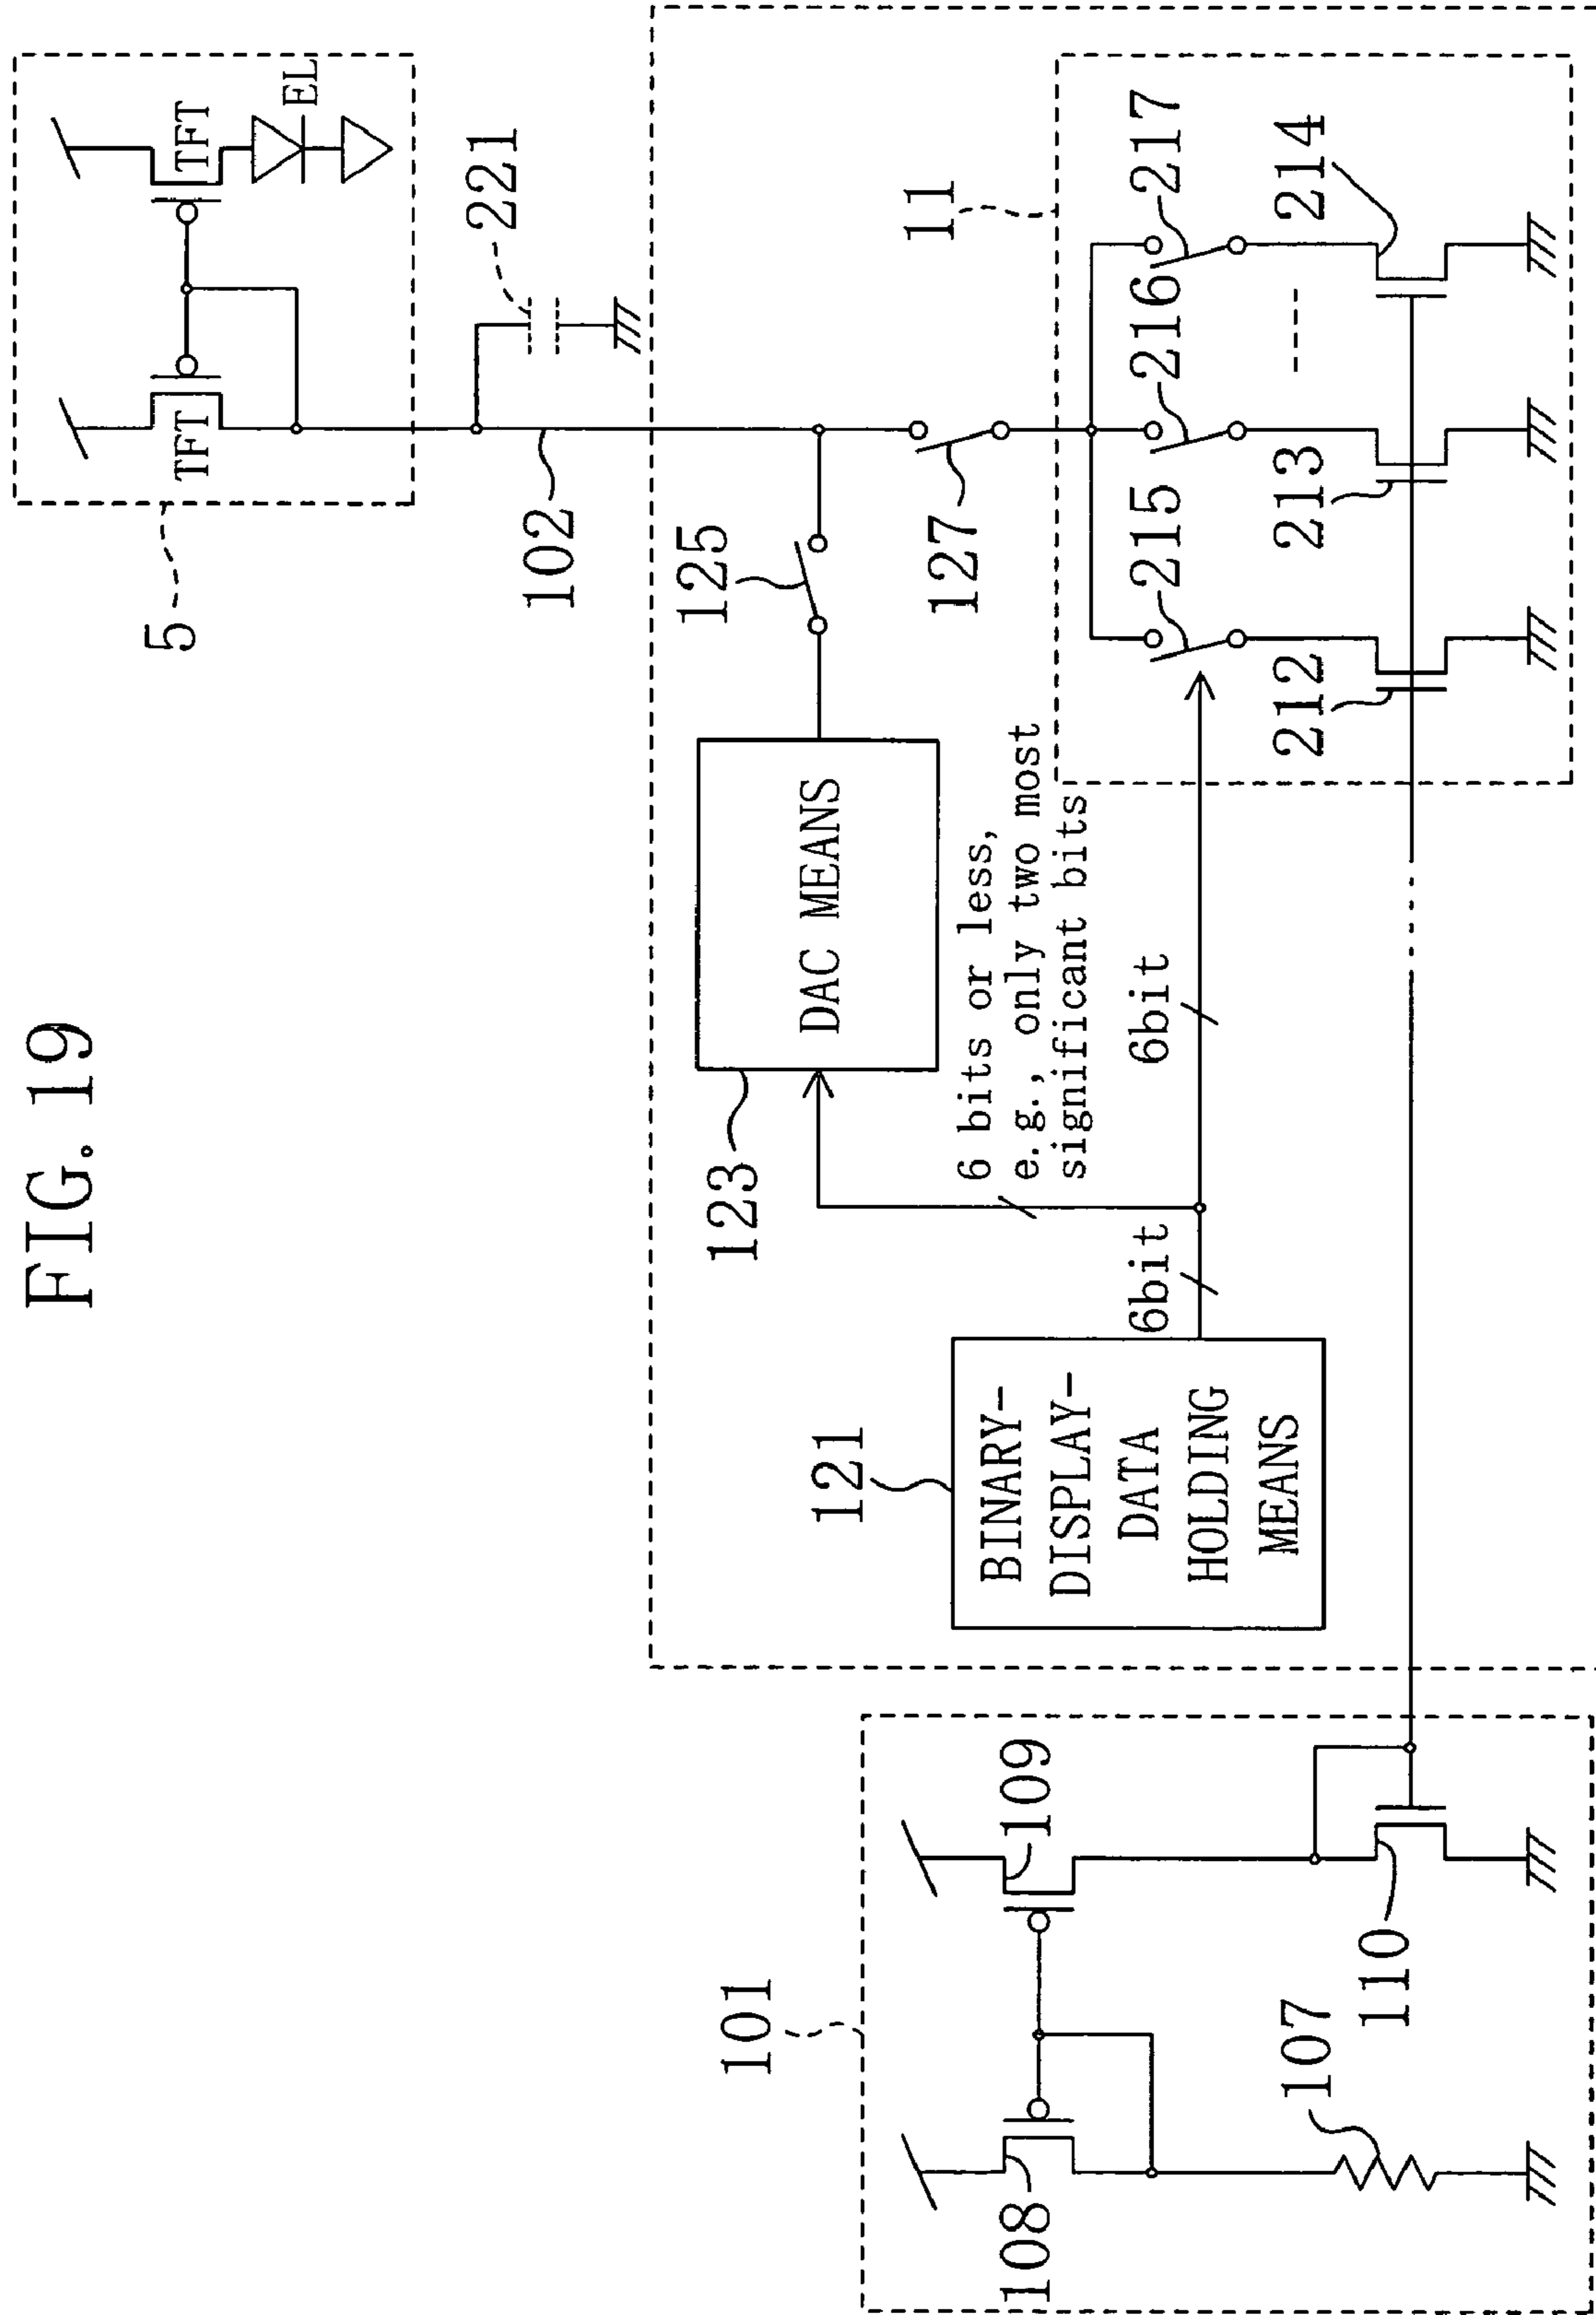 FIG. 19
5
TFT
TFT
EL
221
102
11
125
127
123
DAC MEANS
6 bits or less,
e.g., only two most
significant bits
6bit
6bit
121
BINARY-
DISPLAY-
DATA
HOLDING
MEANS
215
216
217
212
213
214
101
108
109
107
110